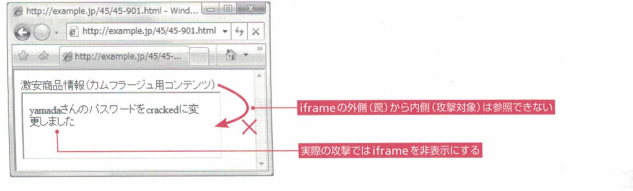 http://example.jp/45/45-901.html - Wind...
http://example.jp/45/45-901.html
http://example.jp/45/45-...
激安商品情報(カムフラージュ用コンテンツ)
yamadaさんのパスワードをcrackedに変
更しました
iframeの外側(罠)から内側(攻撃対象)は参照できない
実際の攻撃ではiframeを非表示にする